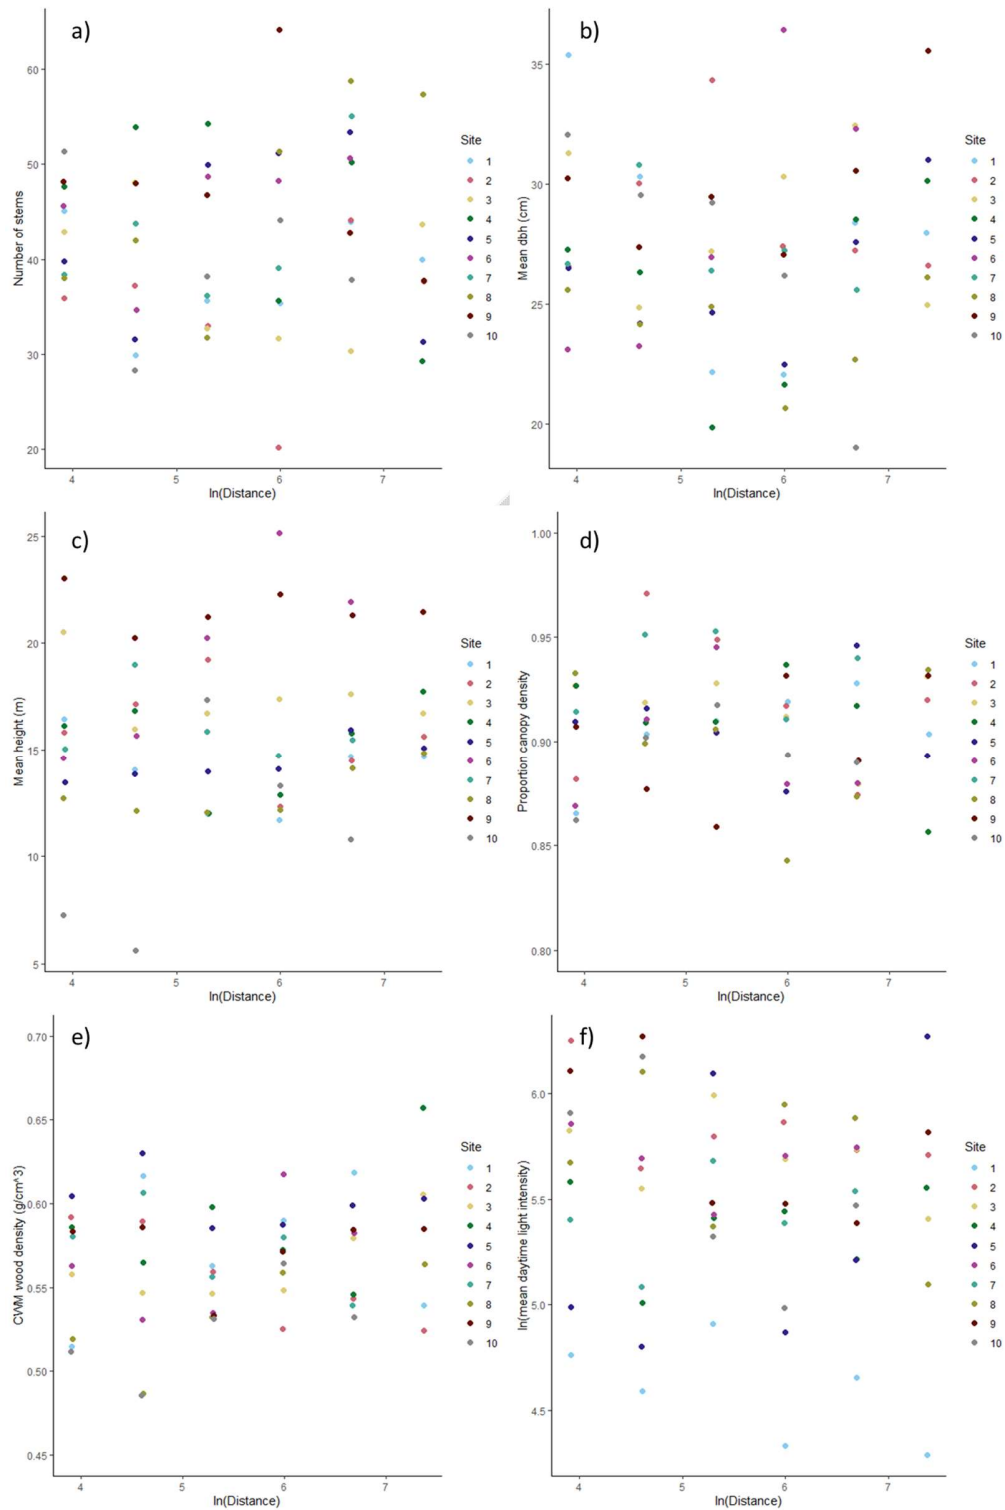 a)
Number of stems
60
50
40
30
20
4 5 6 7
ln(Distance)
Site
1
2
3
4
5
6
7
8
9
10
b)
Mean dbh (cm)
35
30
25
20
4 5 6 7
ln(Distance)
Site
1
2
3
4
5
6
7
8
9
10
c)
Mean height (m)
25
20
15
10
5
4 5 6 7
ln(Distance)
Site
1
2
3
4
5
6
7
8
9
10
d)
Proportion canopy density
1.00
0.95
0.90
0.85
0.80
4 5 6 7
ln(Distance)
Site
1
2
3
4
5
6
7
8
9
10
e)
CWM wood density (g/cm^3)
0.70
0.65
0.60
0.55
0.50
0.45
4 5 6 7
ln(Distance)
Site
1
2
3
4
5
6
7
8
9
10
f)
ln(mean daytime light intensity)
6.0
5.5
5.0
4.5
4 5 6 7
ln(Distance)
Site
1
2
3
4
5
6
7
8
9
10